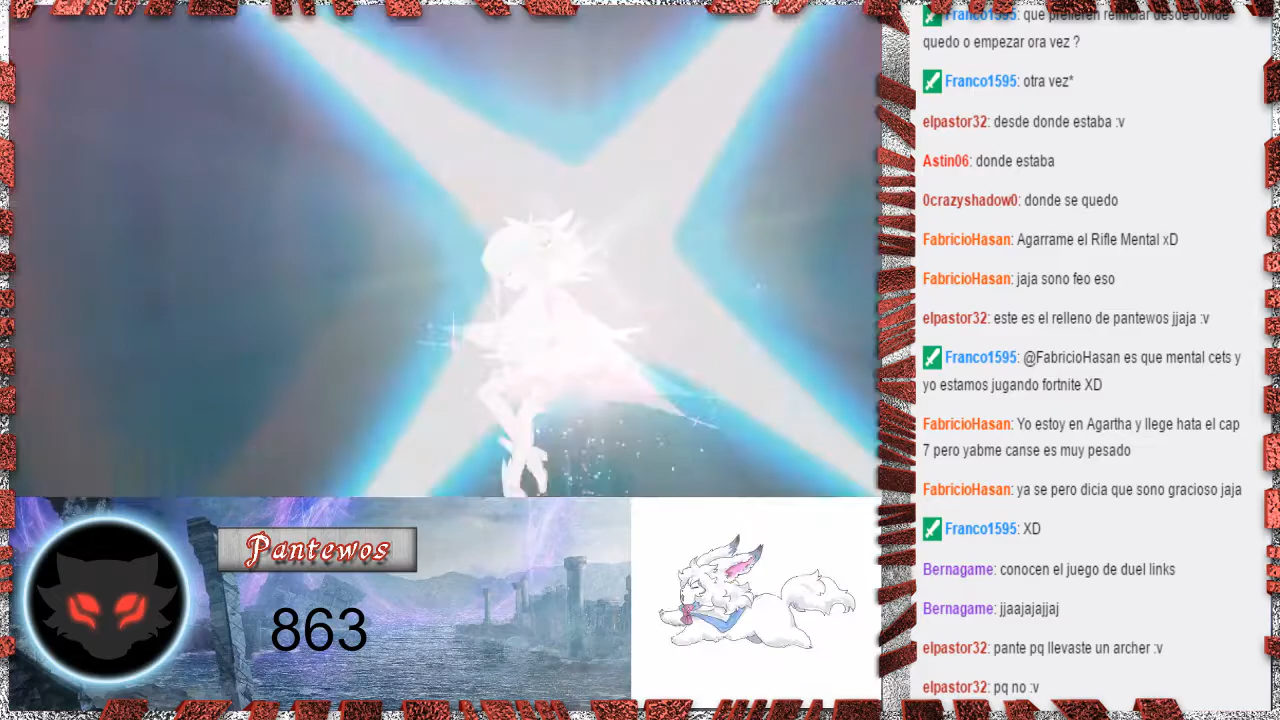 Franco1595: que prefieren reiniciar desde donde
quedo o empezar ora vez ?
Franco1595: otra vez*
elpastor32: desde donde estaba :v
Astin06: donde estaba
0crazyshadow0: donde se quedo
FabricioHasan: Agarrame el Rifle Mental xD
FabricioHasan: jaja sono feo eso
elpastor32: este es el relleno de pantewos jjaja :v
Franco1595: @FabricioHasan es que mental cets y
yo estamos jugando fortnite XD
FabricioHasan: Yo estoy en Agartha y llege hata el cap
7 pero yabme canse es muy pesado
FabricioHasan: ya se pero dicia que sono gracioso jaja
Franco1595: XD
Bernagame: conocen el juego de duel links
Bernagame: jjaajajajjaj
elpastor32: pante pq llevaste un archer :v
elpastor32: pq no :v
Pantewos
863